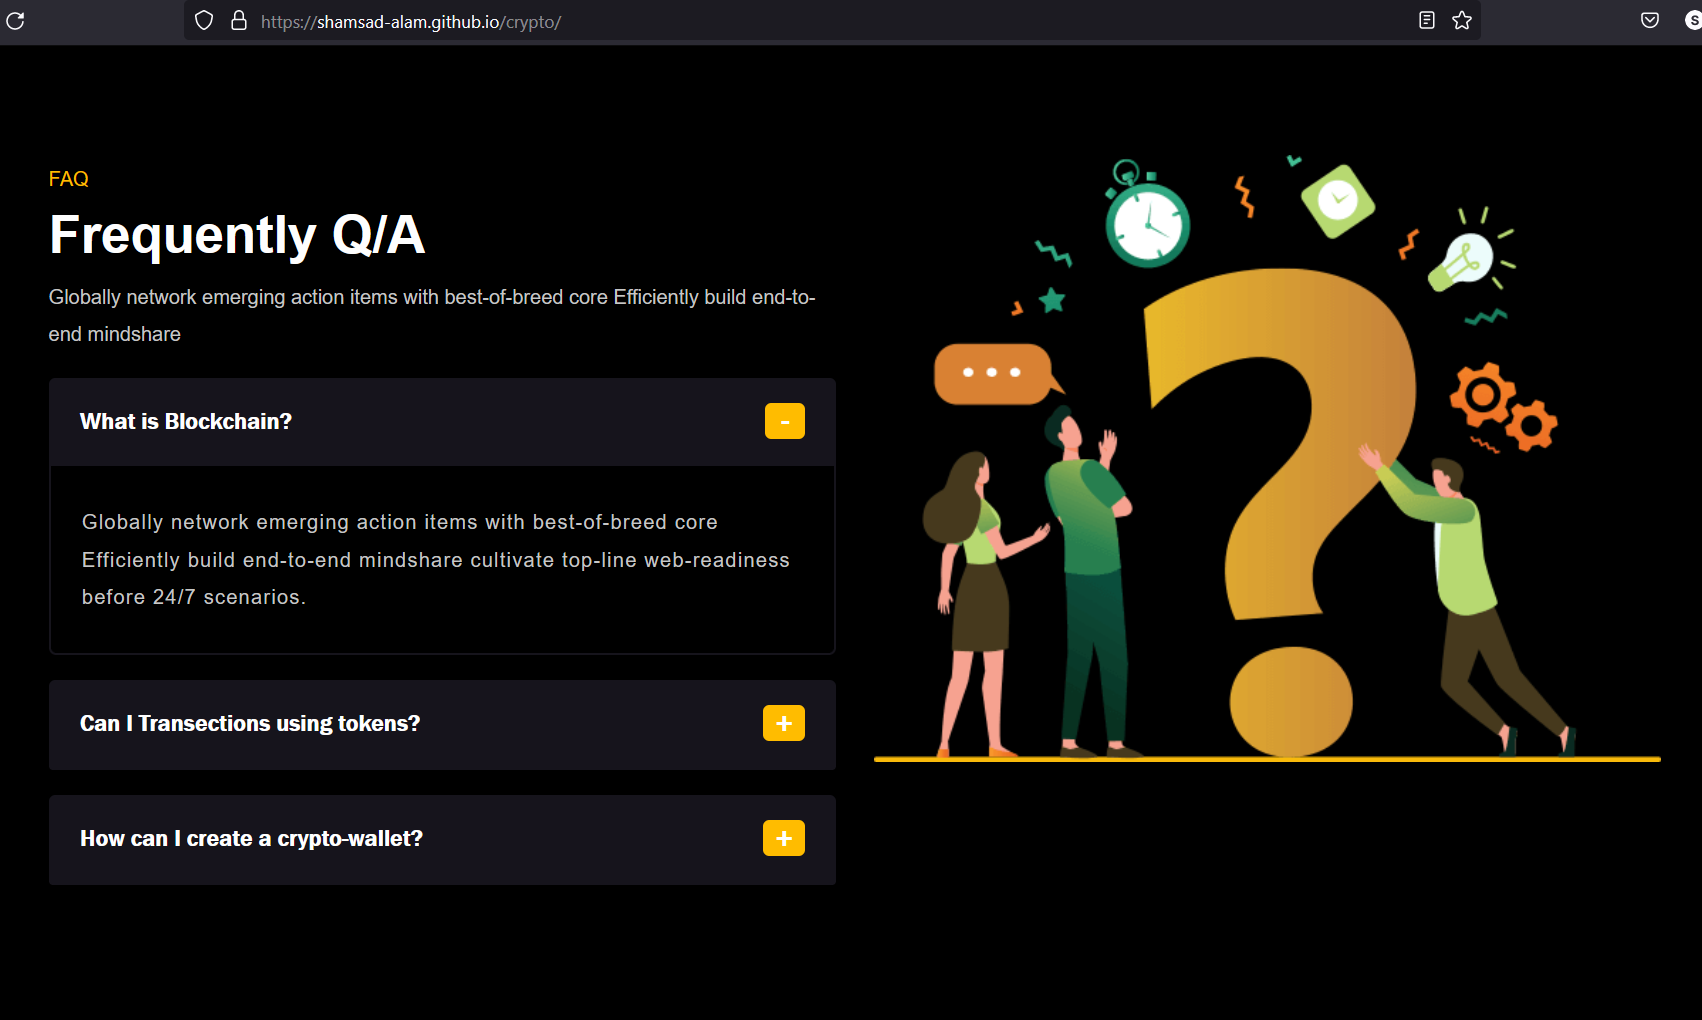 https://shamsad-alam.github.io/crypto/
S
FAQ
Frequently Q/A
Globally network emerging action items with best-of-breed core Efficiently build end-to-
end mindshare
What is Blockchain?
-
Globally network emerging action items with best-of-breed core
Efficiently build end-to-end mindshare cultivate top-line web-readiness
before 24/7 scenarios.
Can I Transections using tokens?
+
How can I create a crypto-wallet?
+